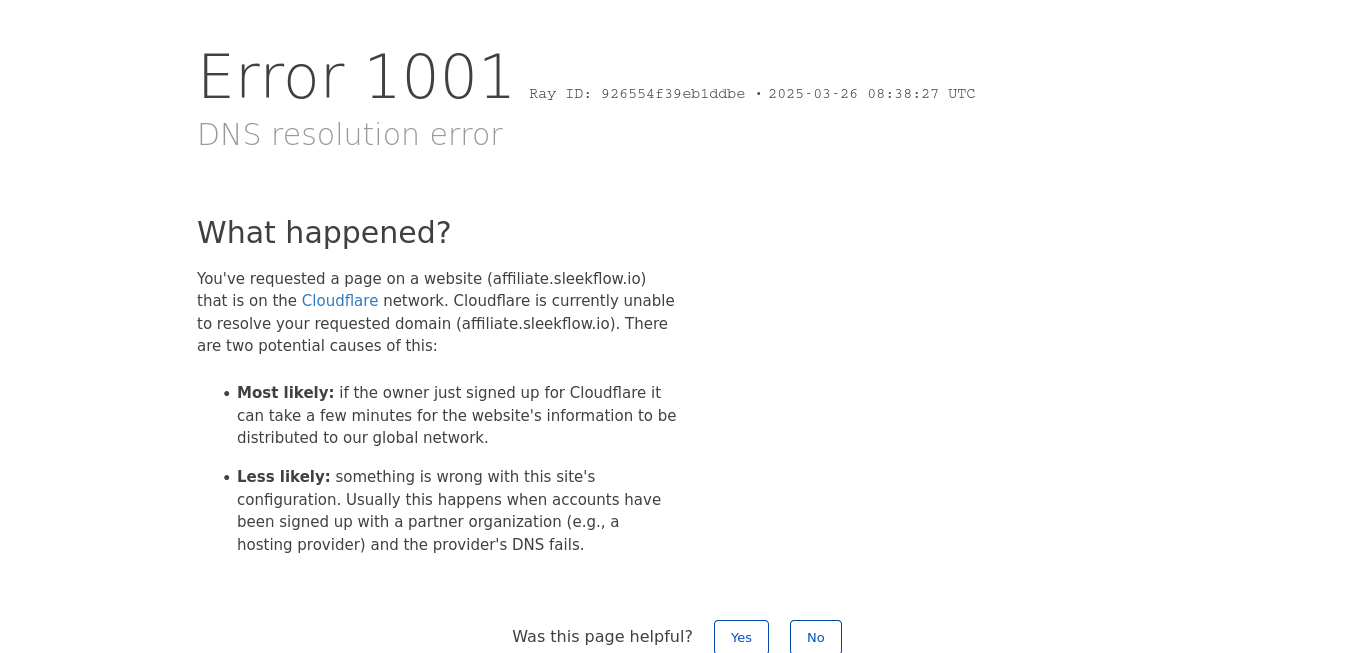 Error 1001 Ray ID: 926554f39eb1ddbe • 2025-03-26 08:38:27 UTC
DNS resolution error
What happened?
You've requested a page on a website (affiliate.sleekflow.io)
that is on the Cloudflare network. Cloudflare is currently unable
to resolve your requested domain (affiliate.sleekflow.io). There
are two potential causes of this:
• Most likely: if the owner just signed up for Cloudflare it
can take a few minutes for the website's information to be
distributed to our global network.
• Less likely: something is wrong with this site's
configuration. Usually this happens when accounts have
been signed up with a partner organization (e.g., a
hosting provider) and the provider's DNS fails.
Was this page helpful? Yes No